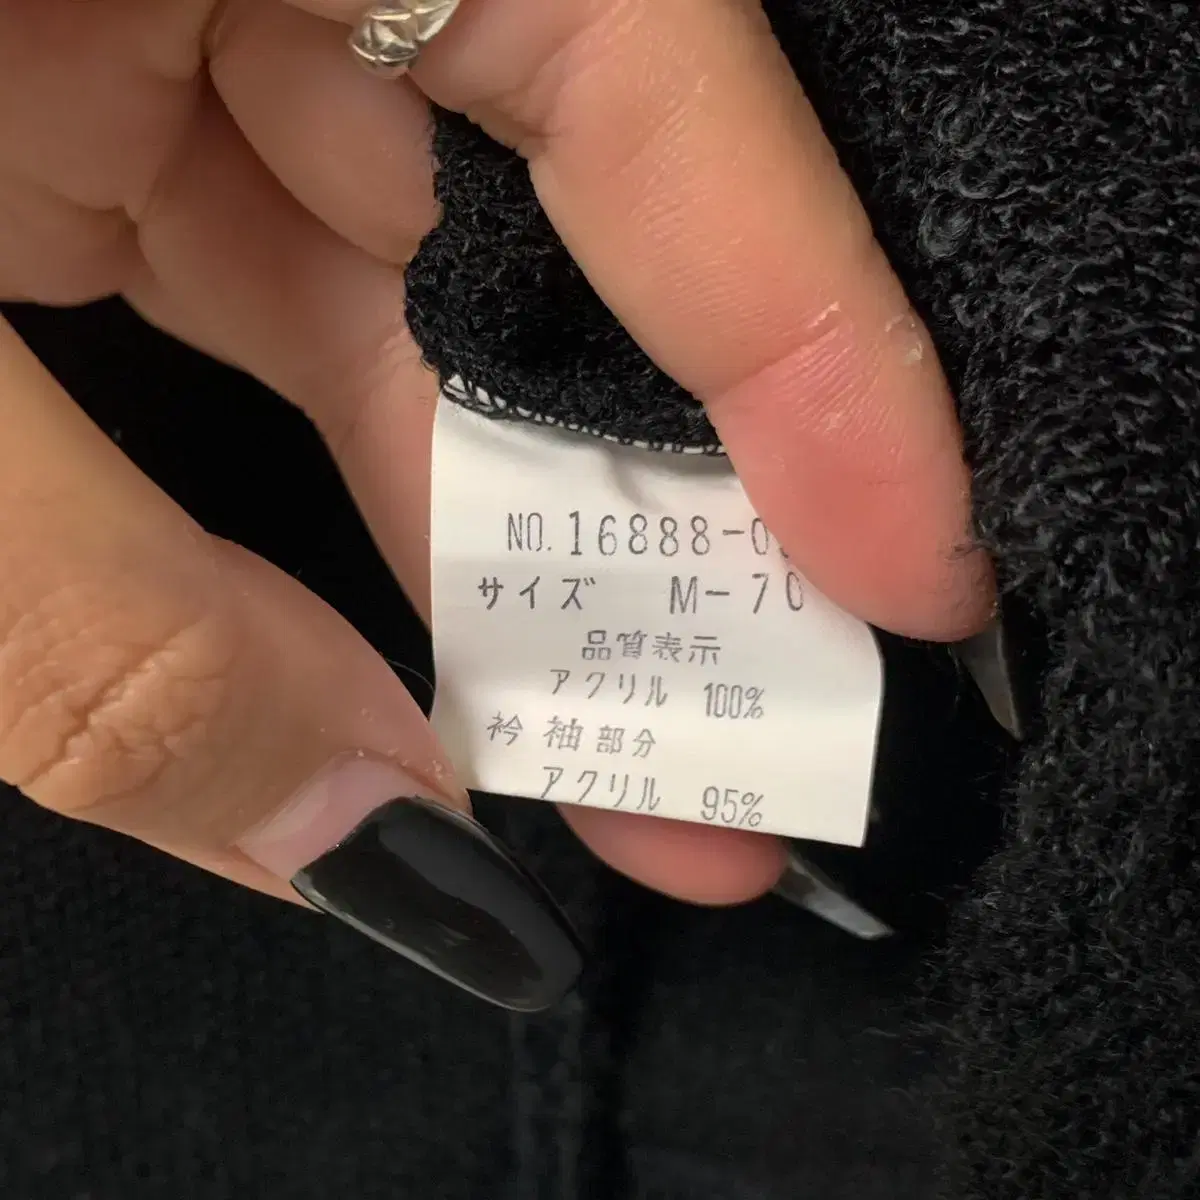 NO. 16888-0
サイズ M-70
品質表示
アクリル 100%
衿 袖部分
アクリル 95%